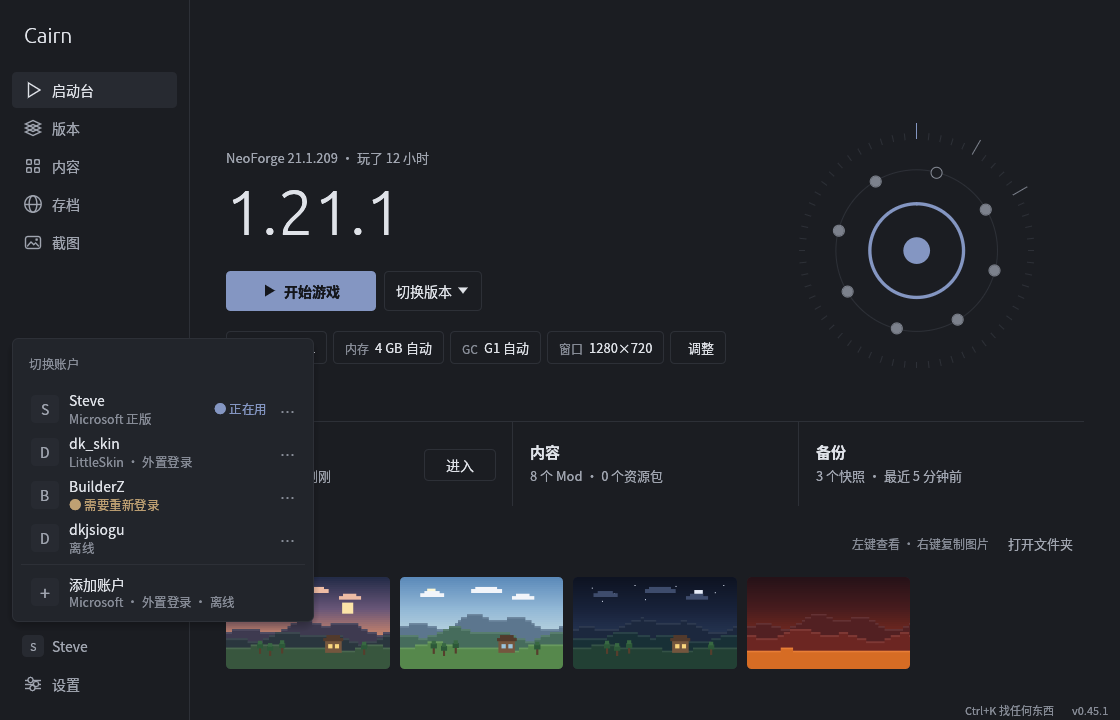 Cairn
启动台
版本
内容
存档
截图
NeoForge 21.1.209 · 玩了 12 小时
1.21.1
开始游戏
切换版本
内存 4 GB 自动
GC G1 自动
窗口 1280×720
调整
切换账户
S Steve
Microsoft 正版
正在用 ...
D dk_skin
LittleSkin · 外置登录
...
B BuilderZ
需要重新登录
...
D dkjsiogu
离线
...
+ 添加账户
Microsoft · 外置登录 · 离线
进入
内容
8 个 Mod · 0 个资源包
备份
3 个快照 · 最近 5 分钟前
左键查看 · 右键复制图片
打开文件夹
S Steve
设置
Ctrl+K 找任何东西
v0.45.1